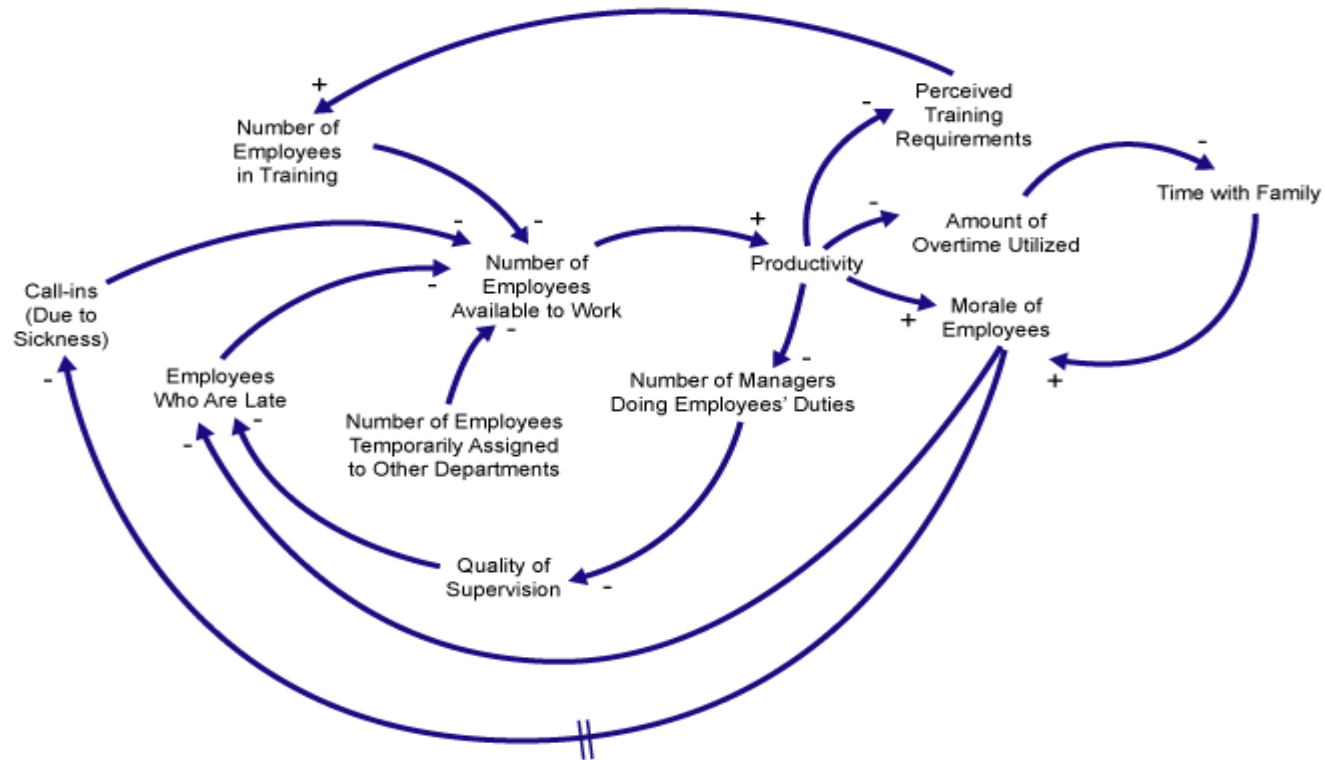 +
Perceived
Training
Requirements
-
Number of
Employees
in Training
-
Time with Family
-
-
+
-
Amount of
Overtime Utilized
Number of
Employees
Available to Work
Productivity
-
Call-ins
(Due to
Sickness)
-
+
Morale of
Employees
-
+
-
Employees
Who Are Late
-
-
Number of Employees
Temporarily Assigned
to Other Departments
Number of Managers
Doing Employees' Duties
Quality of
Supervision
-